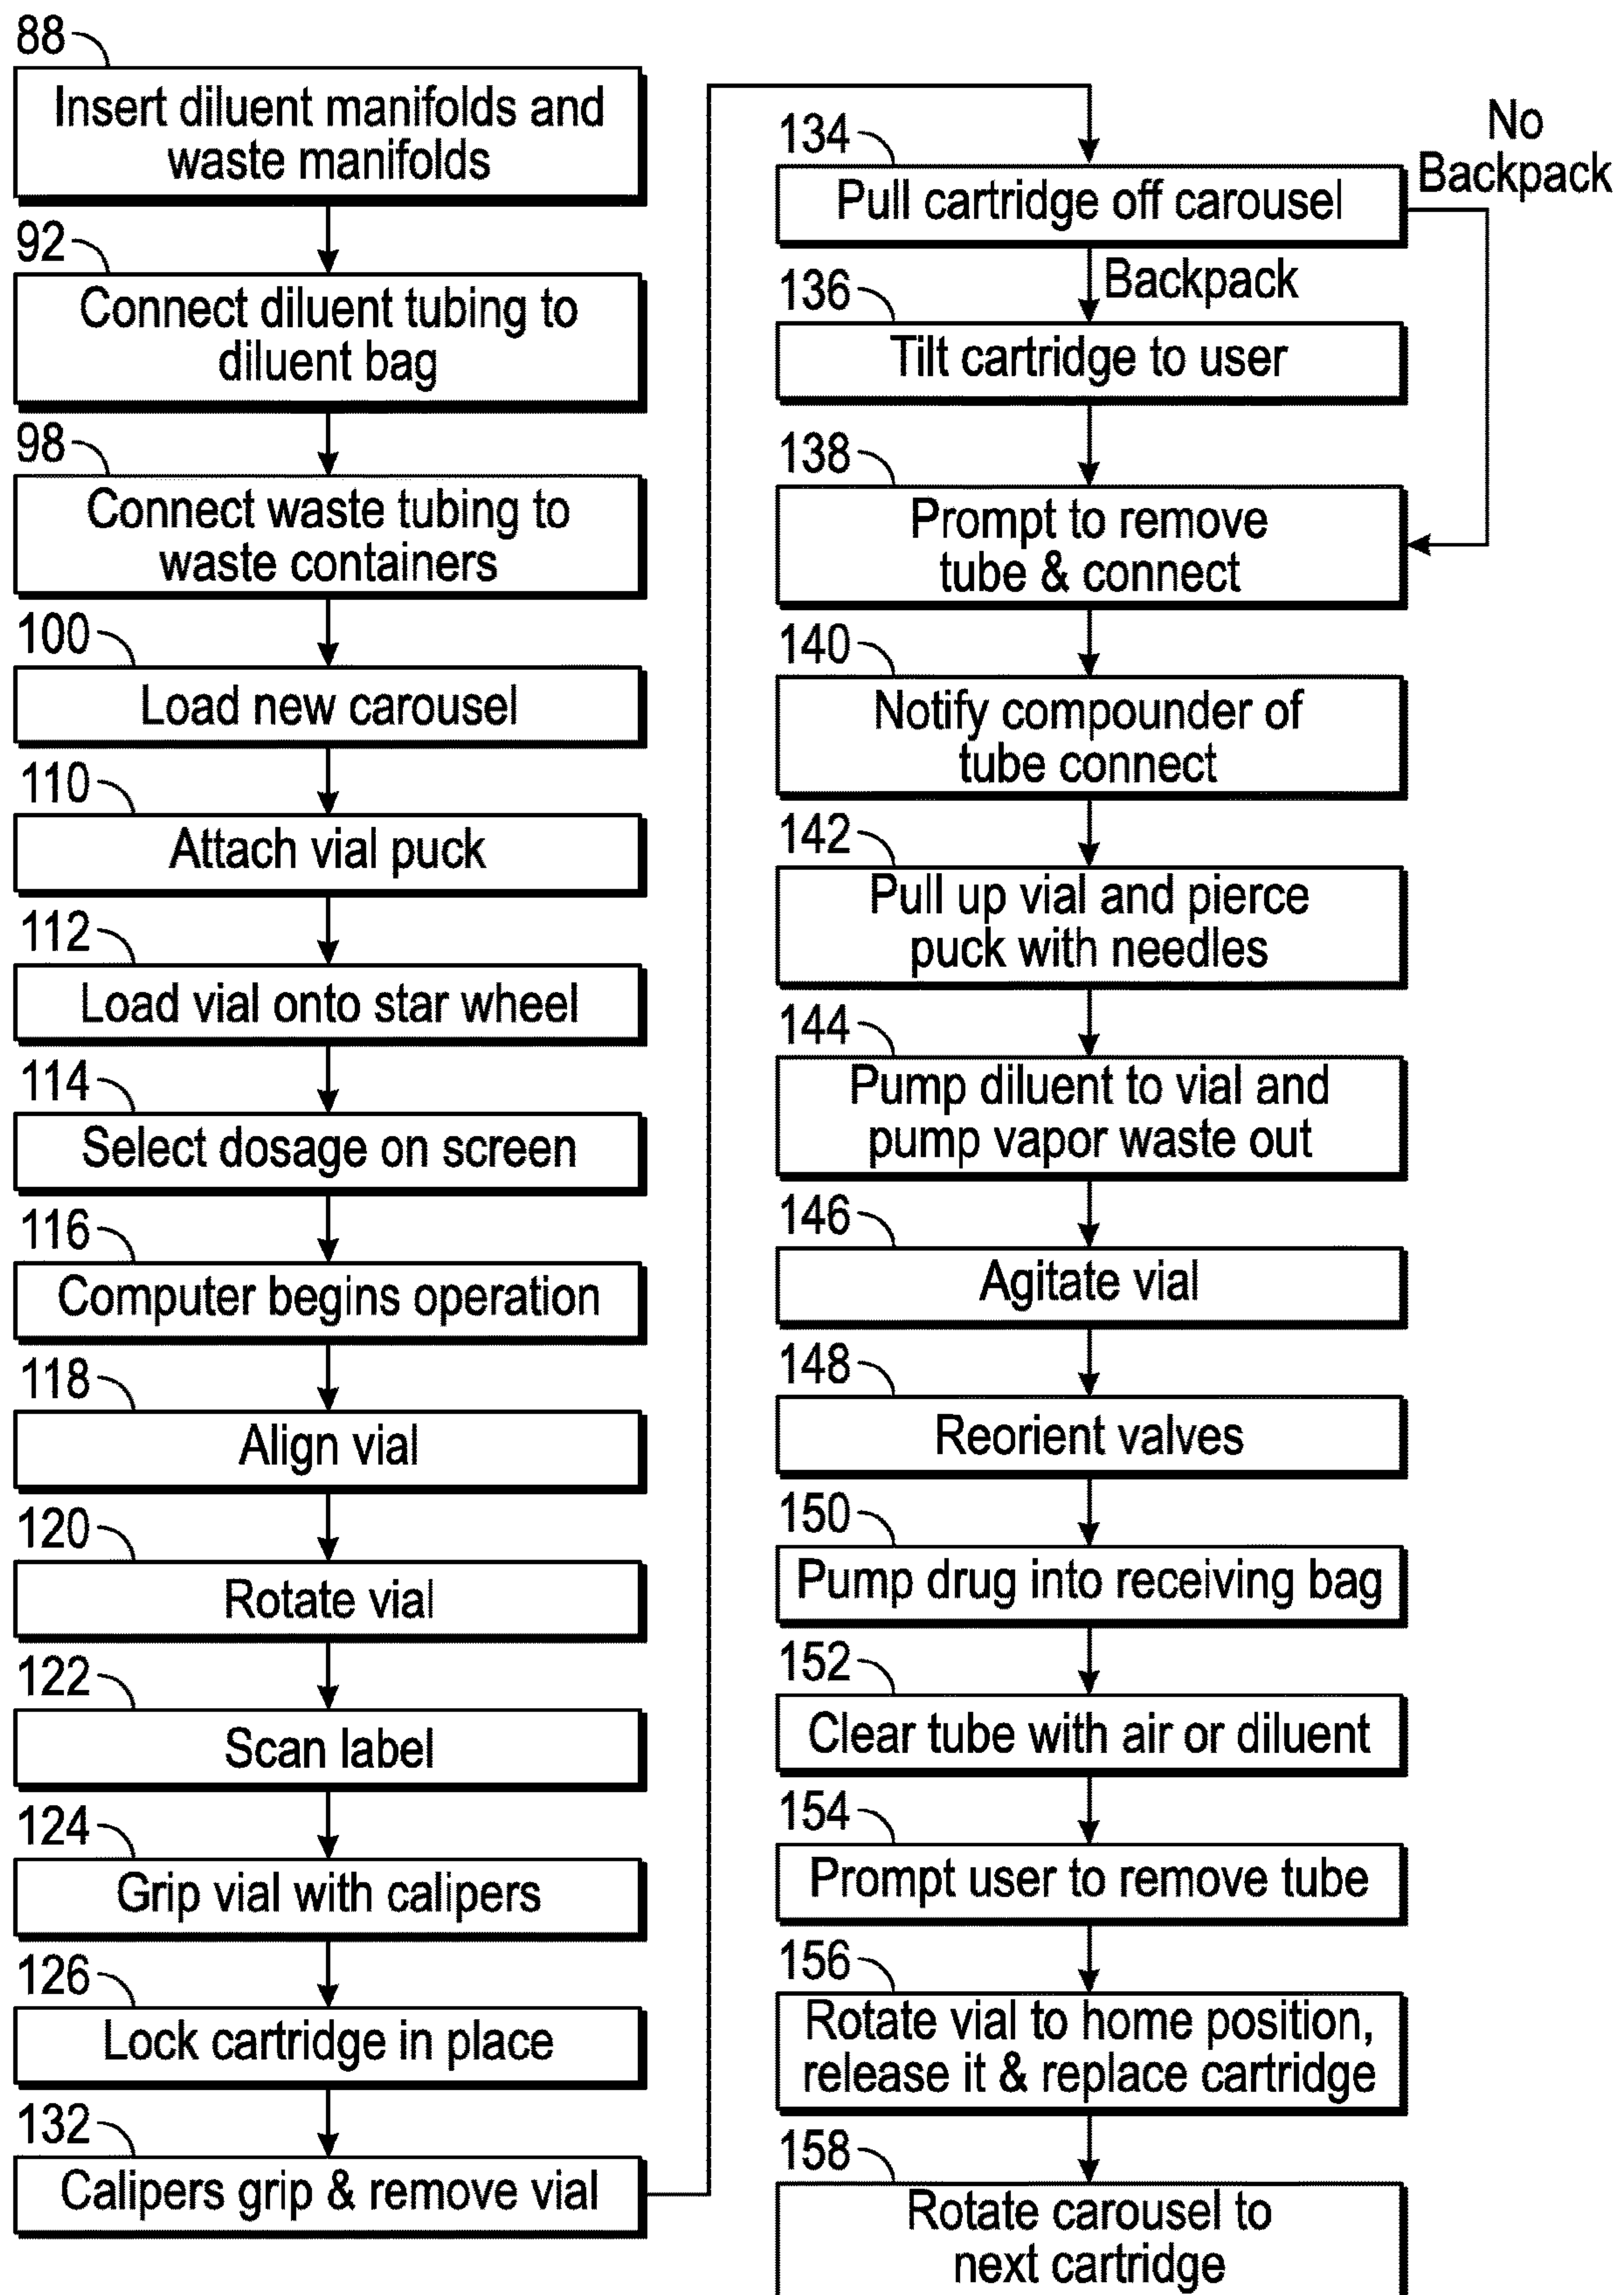 88
Insert diluent manifolds and
waste manifolds
92
Connect diluent tubing to
diluent bag
98
Connect waste tubing to
waste containers
100
Load new carousel
110
Attach vial puck
112
Load vial onto star wheel
114
Select dosage on screen
116
Computer begins operation
118
Align vial
120
Rotate vial
122
Scan label
124
Grip vial with calipers
126
Lock cartridge in place
132
Calipers grip & remove vial
134
Pull cartridge off carousel
No
Backpack
Backpack
136
Tilt cartridge to user
138
Prompt to remove
tube & connect
140
Notify compounder of
tube connect
142
Pull up vial and pierce
puck with needles
144
Pump diluent to vial and
pump vapor waste out
146
Agitate vial
148
Reorient valves
150
Pump drug into receiving bag
152
Clear tube with air or diluent
154
Prompt user to remove tube
156
Rotate vial to home position,
release it & replace cartridge
158
Rotate carousel to
next cartridge